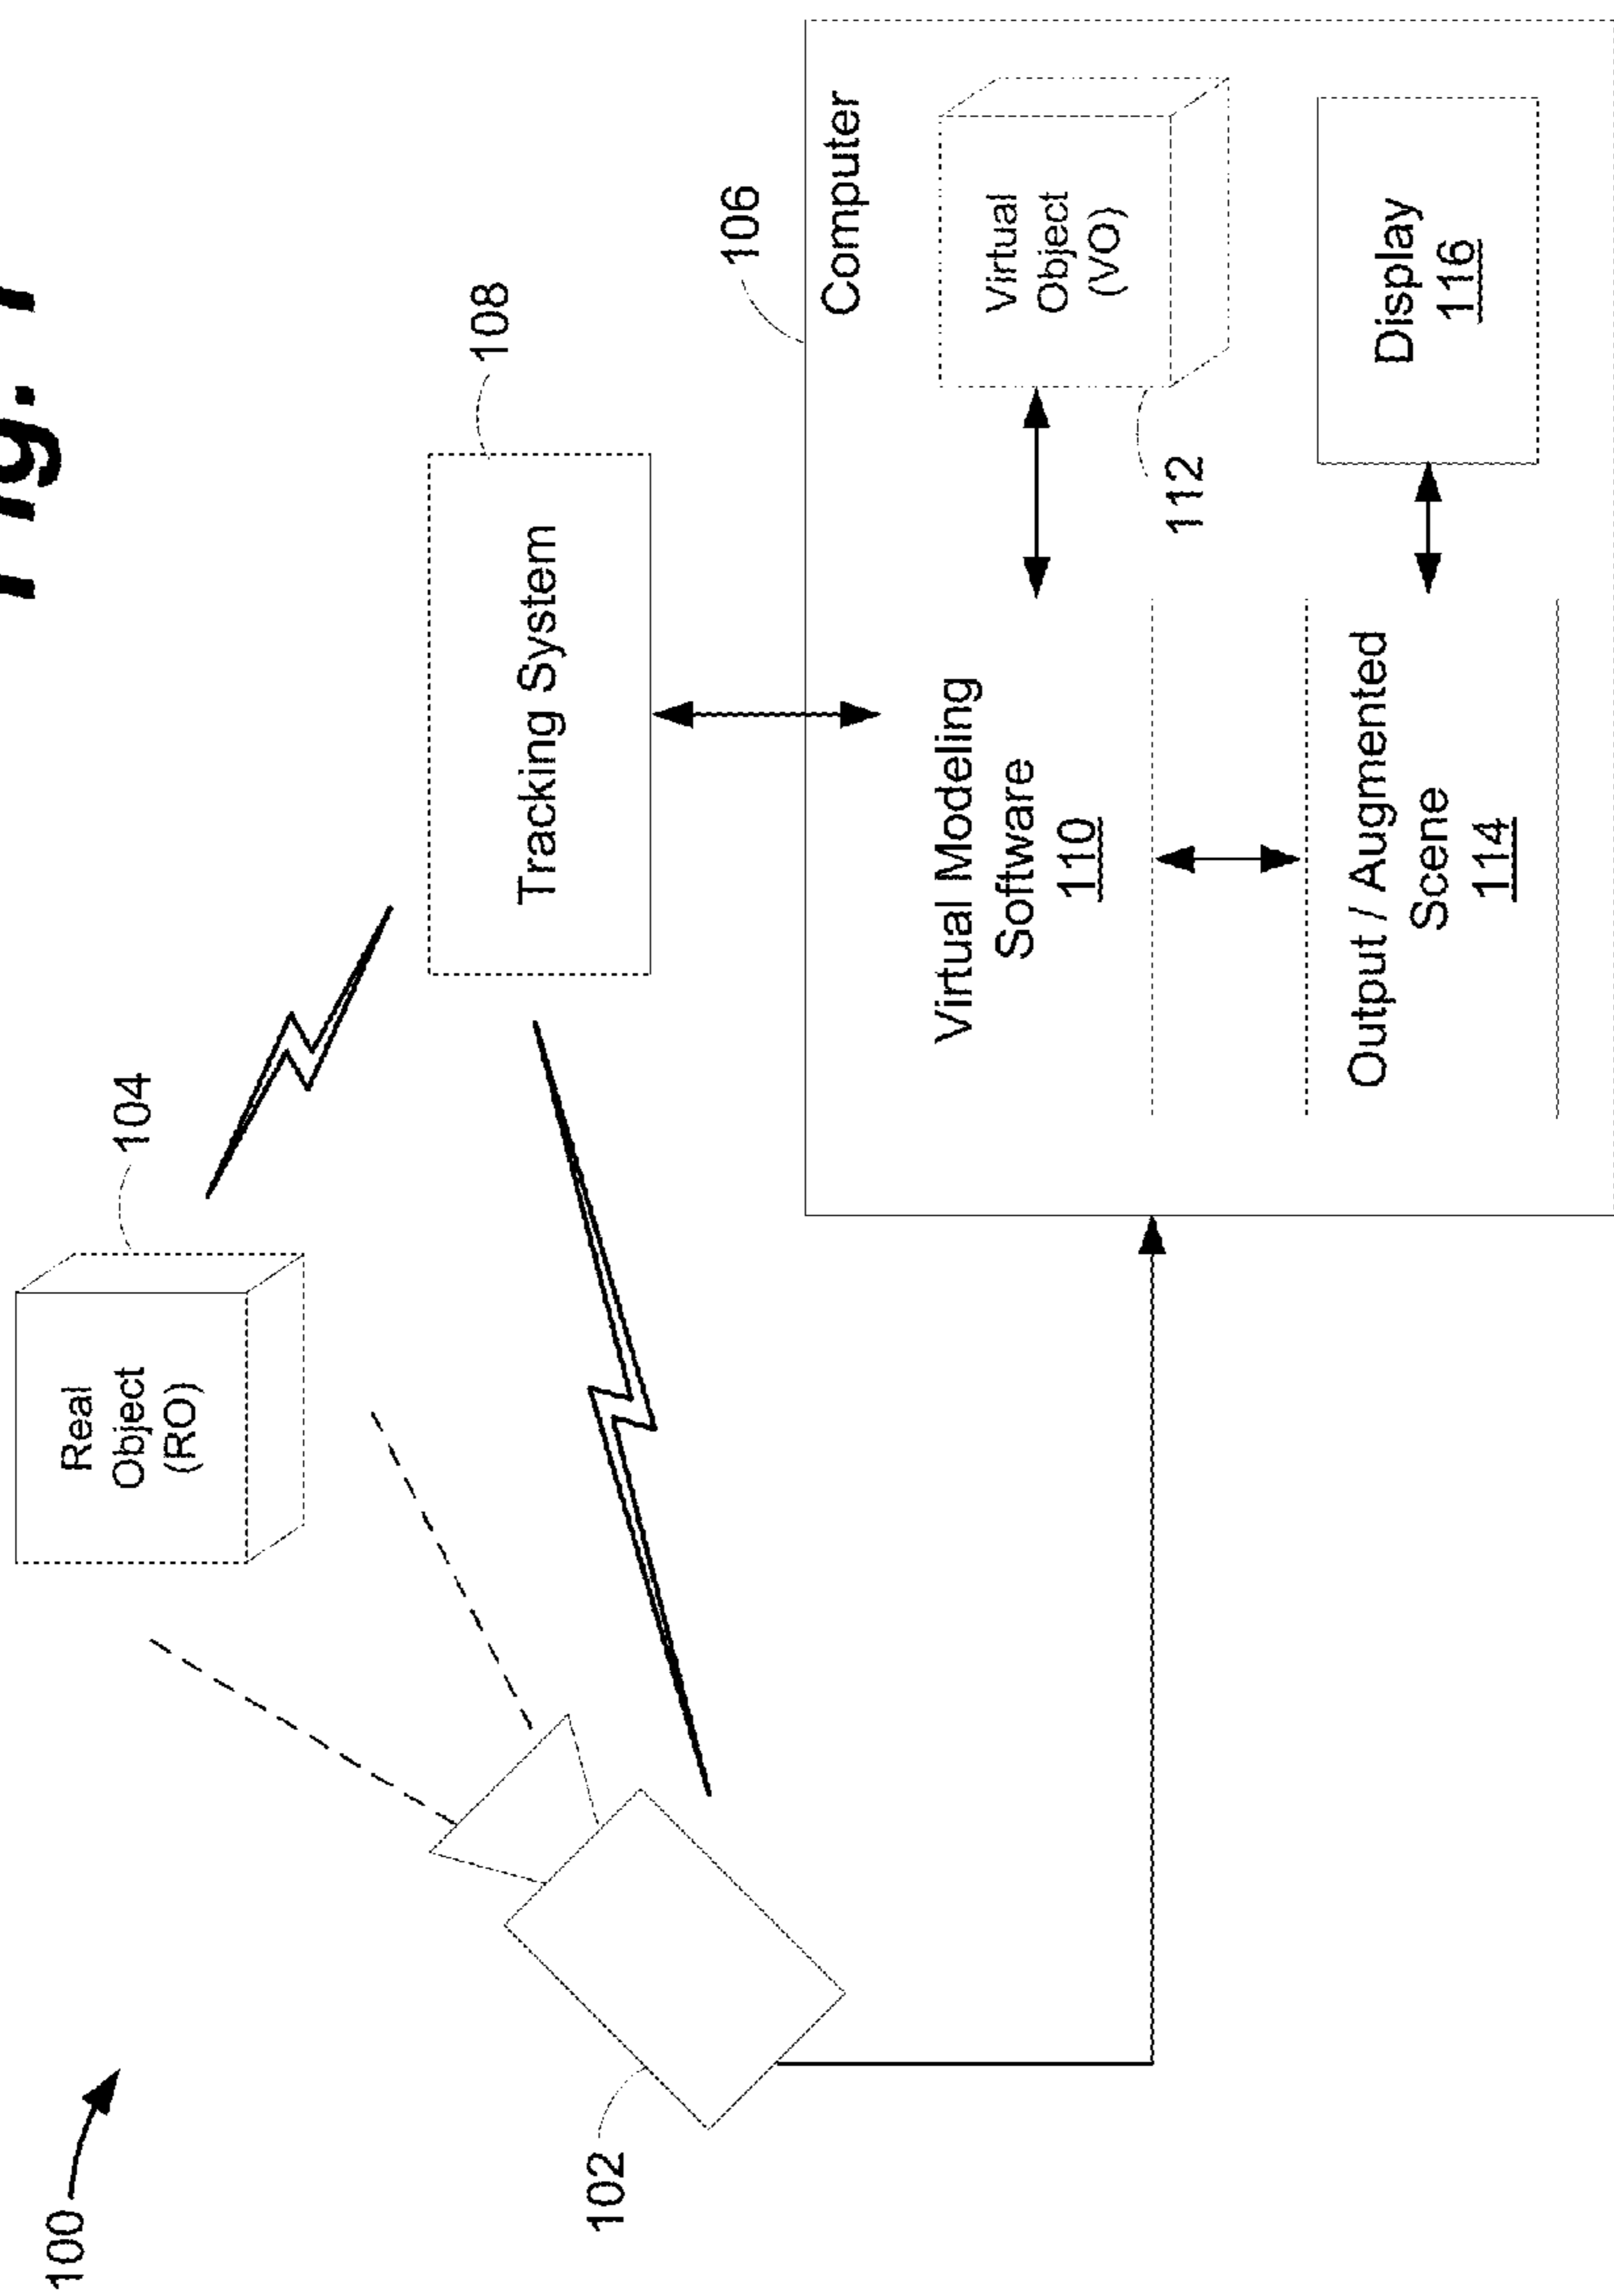 Fig. 1
100
102
104
Real
Object
(RO)
108
Tracking System
106
Computer
Virtual Modeling
Software
110
Virtual
Object
(VO)
112
Output / Augmented
Scene
114
Display
116